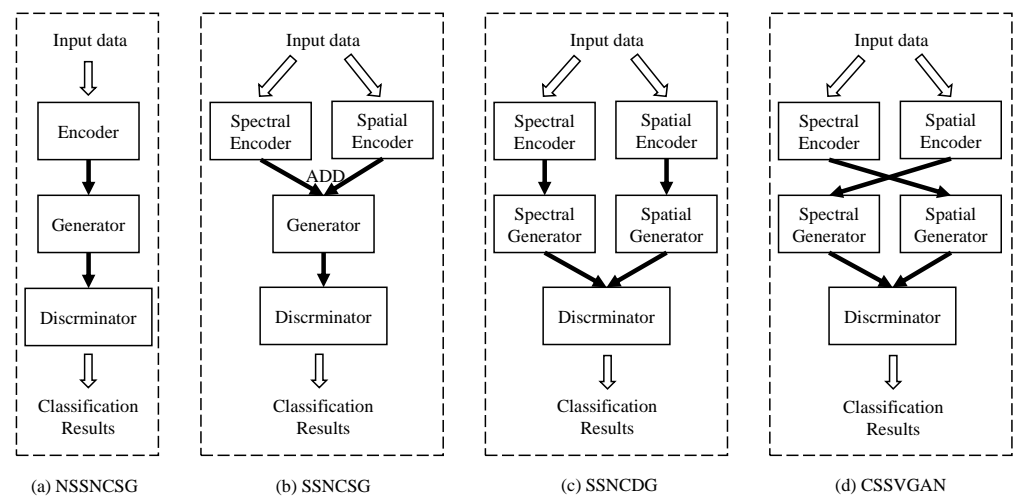 Input data
Encoder
Generator
Discrminator
Classification
Results
(a) NSSNCSG
Input data
Spectral
Encoder
Spatial
Encoder
ADD
Generator
Discrminator
Classification
Results
(b) SSNCSG
Input data
Spectral
Encoder
Spatial
Encoder
Spectral
Generator
Spatial
Generator
Discrminator
Classification
Results
(c) SSNCDG
Input data
Spectral
Encoder
Spatial
Encoder
Spectral
Generator
Spatial
Generator
Discrminator
Classification
Results
(d) CSSVGAN